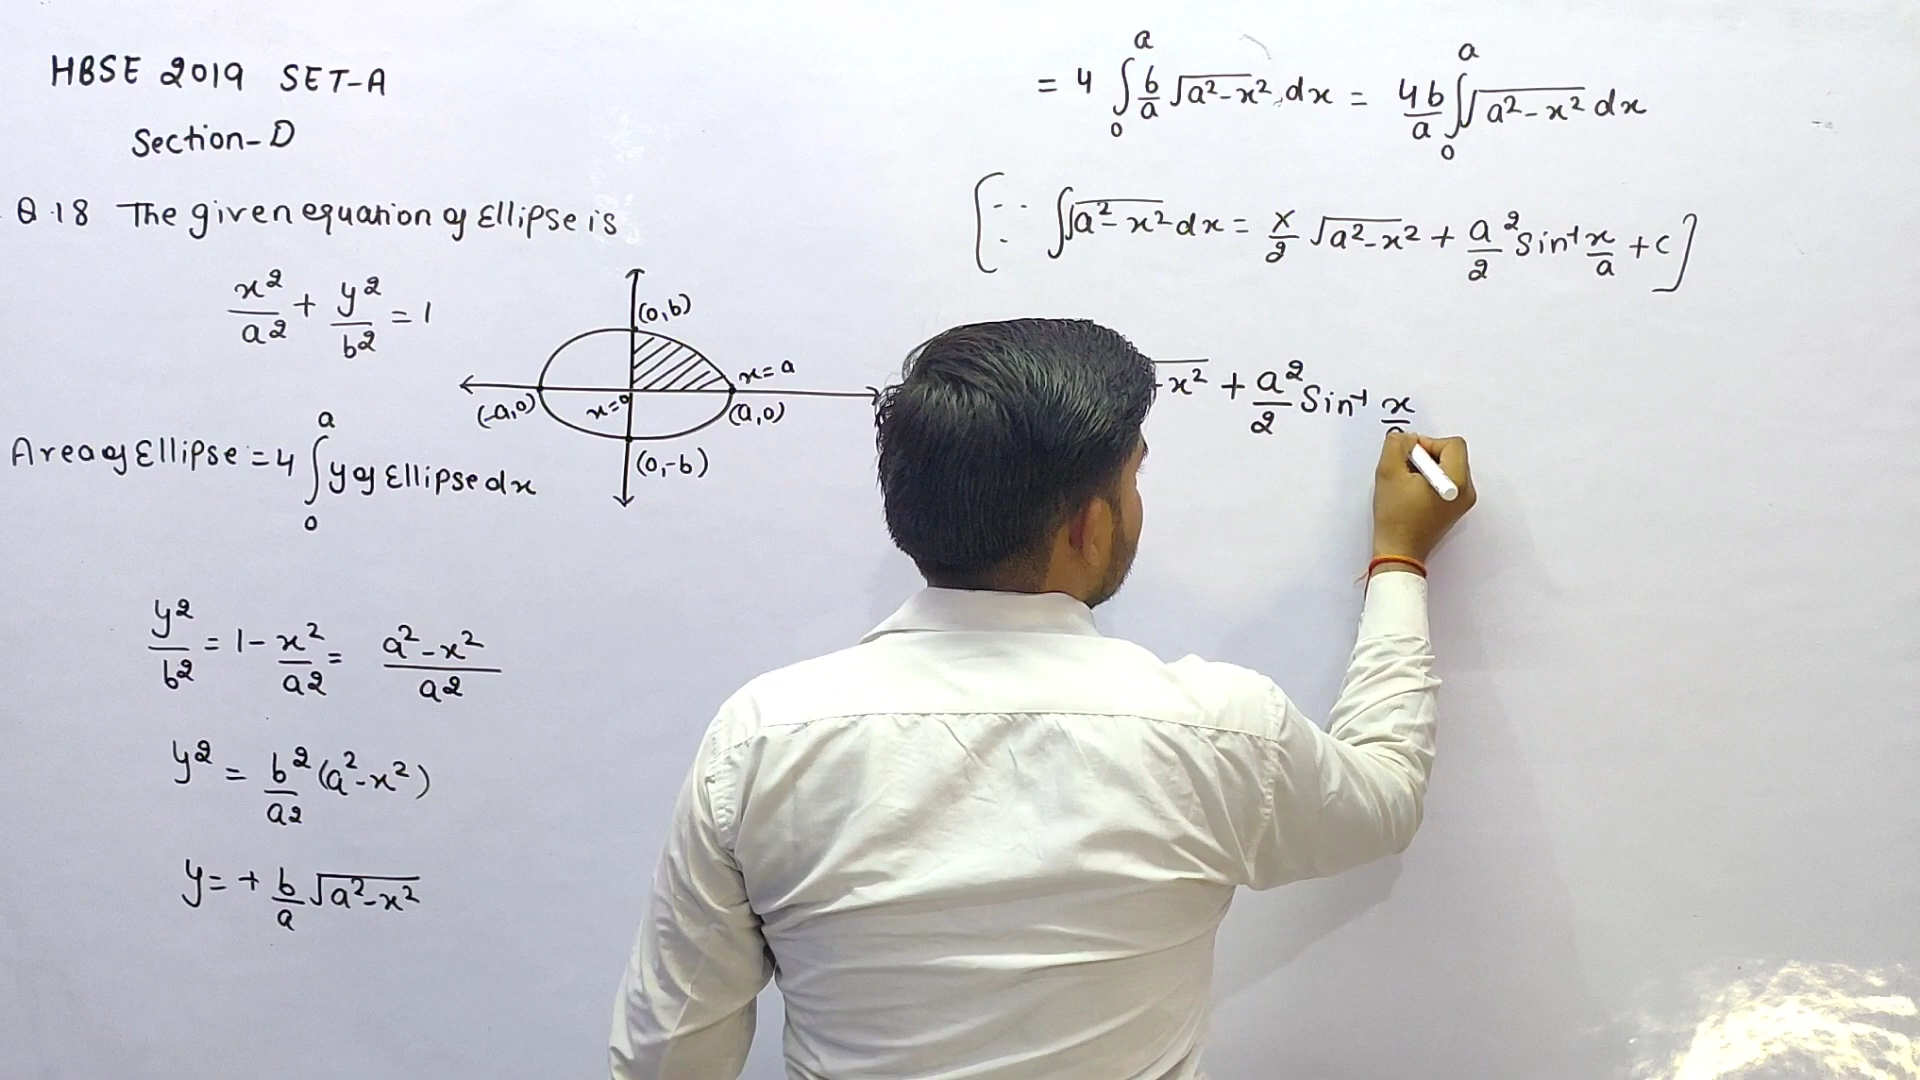 HBSE 2019 SET-A
Section-D
Q.18 The given equation of Ellipse is
x²/a² + y²/b² = 1
(0,b)
x=a
(-a,0)
x=0
(a,0)
(0,-b)
Area of Ellipse = 4 ∫₀ᵃ y of Ellipse dx
y²/b² = 1 - x²/a² = (a²-x²)/a²
y² = b²/a² (a²-x²)
y = + b/a √(a²-x²)
= 4 ∫₀ᵃ b/a √(a²-x²) dx = 4b/a ∫₀ᵃ √(a²-x²) dx
[∵ ∫√(a²-x²) dx = x/2 √(a²-x²) + a²/2 Sin⁻¹ x/a + c]
-x² + a²/2 Sin⁻¹ x